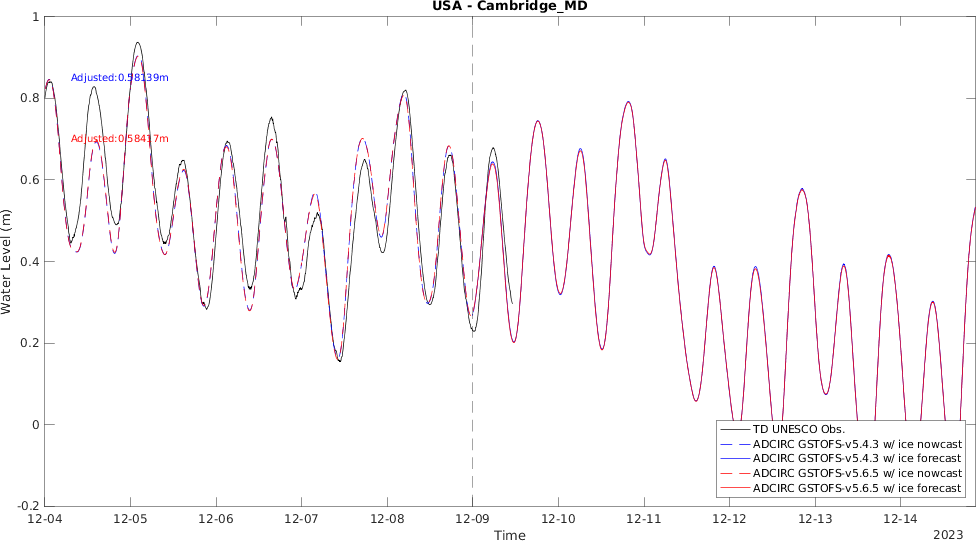 USA - Cambridge_MD
1
0.8
0.6
0.4
0.2
0
-0.2
Water Level (m)
Adjusted:0.58139m
Adjusted:0.58417m
TD UNESCO Obs.
ADCIRC GSTOFS-v5.4.3 w/ ice nowcast
ADCIRC GSTOFS-v5.4.3 w/ ice forecast
ADCIRC GSTOFS-v5.6.5 w/ ice nowcast
ADCIRC GSTOFS-v5.6.5 w/ ice forecast
12-04 12-05 12-06 12-07 12-08 12-09 12-10 12-11 12-12 12-13 12-14
Time
2023